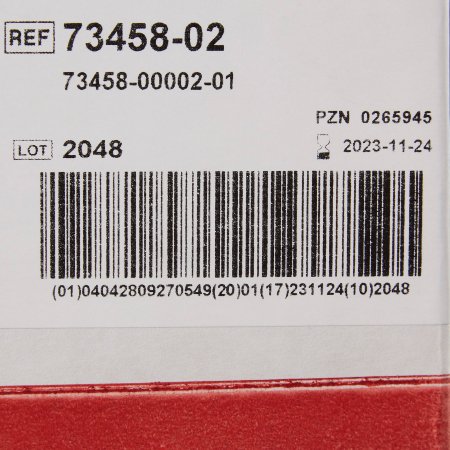 REF 73458-02
73458-00002-01
PZN 0265945
LOT 2048
2023-11-24
(01)04042809270549(20)01(17)231124(10)2048